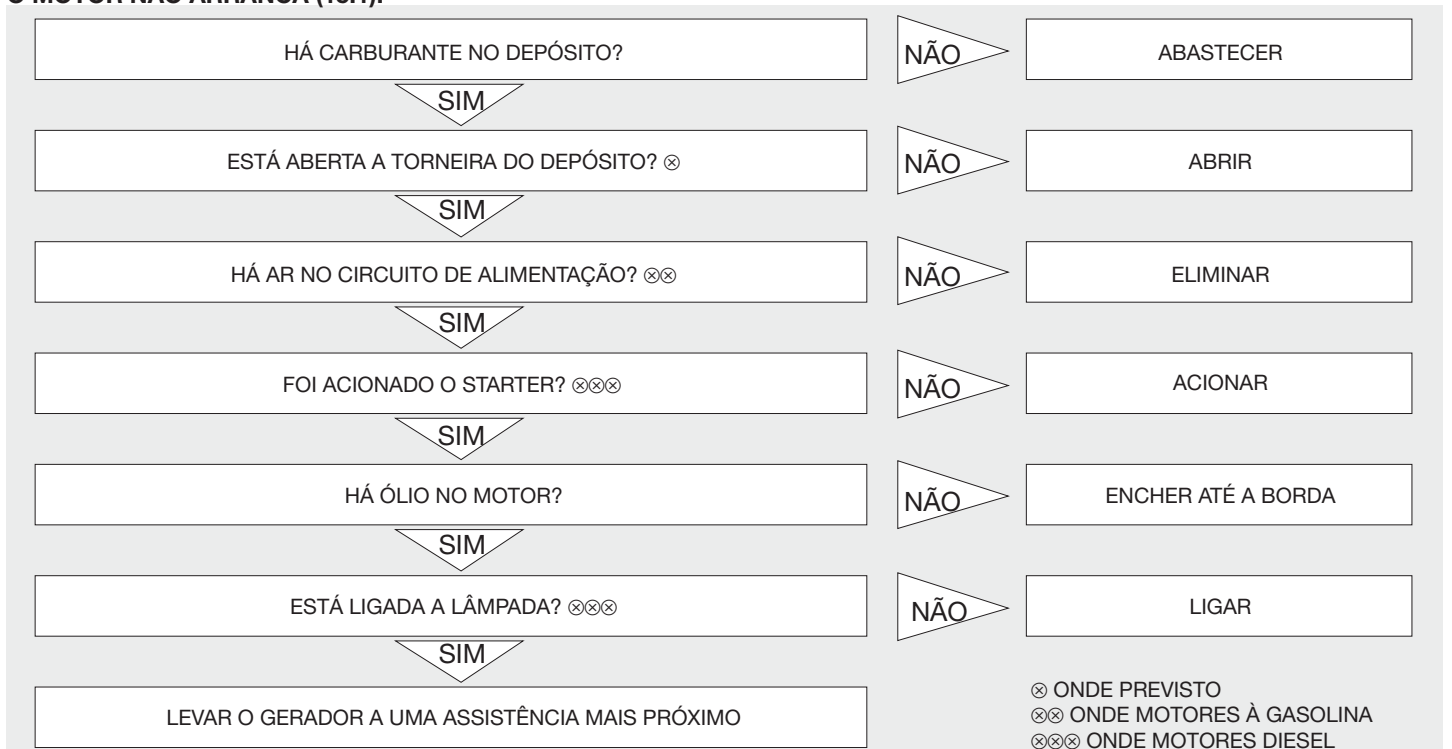 HÁ CARBURANTE NO DEPÓSITO?
NÃO
ABASTECER
SIM
ESTÁ ABERTA A TORNEIRA DO DEPÓSITO? ⊗
NÃO
ABRIR
SIM
HÁ AR NO CIRCUITO DE ALIMENTAÇÃO? ⊗⊗
NÃO
ELIMINAR
SIM
FOI ACIONADO O STARTER? ⊗⊗⊗
NÃO
ACIONAR
SIM
HÁ ÓLIO NO MOTOR?
NÃO
ENCHER ATÉ A BORDA
SIM
ESTÁ LIGADA A LÂMPADA? ⊗⊗⊗
NÃO
LIGAR
SIM
LEVAR O GERADOR A UMA ASSISTÊNCIA MAIS PRÓXIMO
⊗ ONDE PREVISTO
⊗⊗ ONDE MOTORES À GASOLINA
⊗⊗⊗ ONDE MOTORES DIESEL